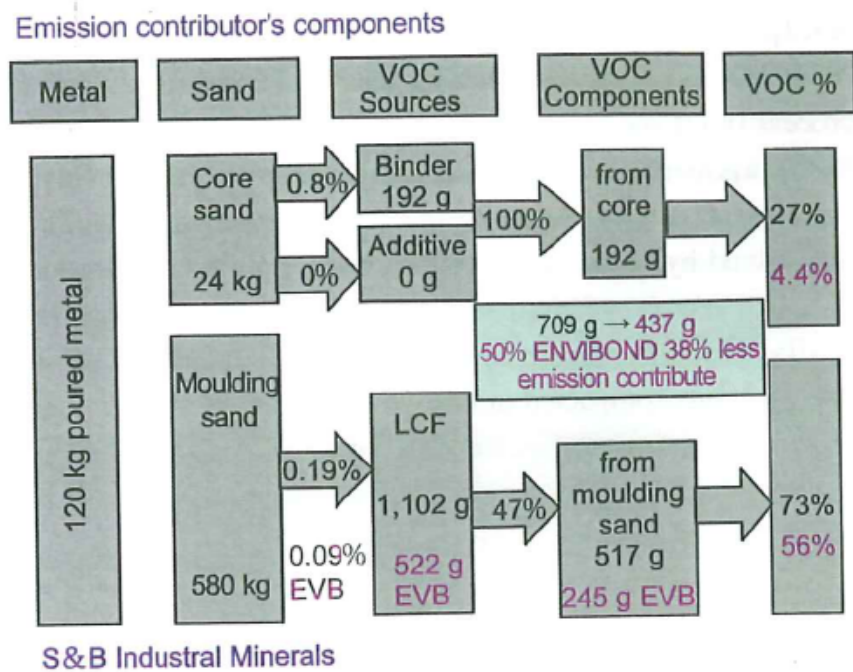 Emission contributor's components
Metal
Sand
VOC
Sources
VOC
Components
VOC %
120 kg poured metal
Core
sand
24 kg
0.8%
0%
Binder
192 g
Additive
0 g
100%
from
core
192 g
27%
4.4%
709 g → 437 g
50% ENVIBOND 38% less
emission contribute
Moulding
sand
580 kg
0.19%
0.09%
EVB
LCF
1,102 g
522 g
EVB
47%
from
moulding
sand
517 g
245 g EVB
73%
56%
S&B Industral Minerals